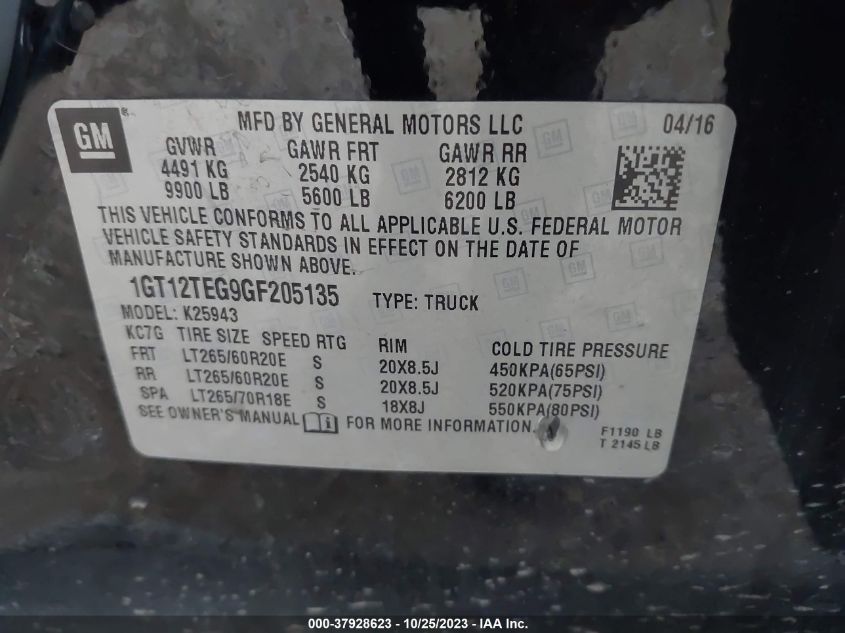 GM MFD BY GENERAL MOTORS LLC 04/16
GVWR GAWR FRT GAWR RR
4491 KG 2540 KG 2812 KG
9900 LB 5600 LB 6200 LB
THIS VEHICLE CONFORMS TO ALL APPLICABLE U.S. FEDERAL MOTOR
VEHICLE SAFETY STANDARDS IN EFFECT ON THE DATE OF
MANUFACTURE SHOWN ABOVE.
1GT12TEG9GF205135 TYPE: TRUCK
MODEL: K25943
KC7G TIRE SIZE SPEED RTG RIM COLD TIRE PRESSURE
FRT LT265/60R20E S 20X8.5J 450KPA(65PSI)
RR LT265/60R20E S 20X8.5J 520KPA(75PSI)
SPA LT265/70R18E S 18X8J 550KPA(80PSI)
SEE OWNER'S MANUAL FOR MORE INFORMATION.
F1190 LB
T 2145 LB
000-37928623 - 10/25/2023 - IAA Inc.